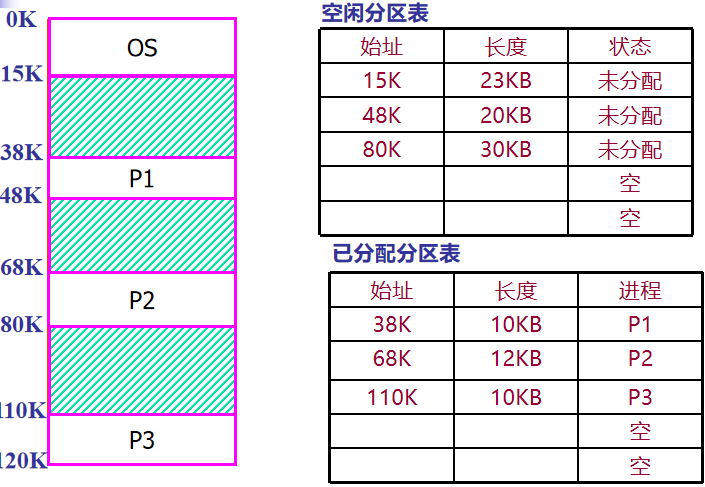 0K
OS
15K
38K
P1
48K
68K
P2
80K
110K
P3
120K
空闲分区表
始址 长度 状态
15K 23KB 未分配
48K 20KB 未分配
80K 30KB 未分配
空
空
已分配分区表
始址 长度 进程
38K 10KB P1
68K 12KB P2
110K 10KB P3
空
空